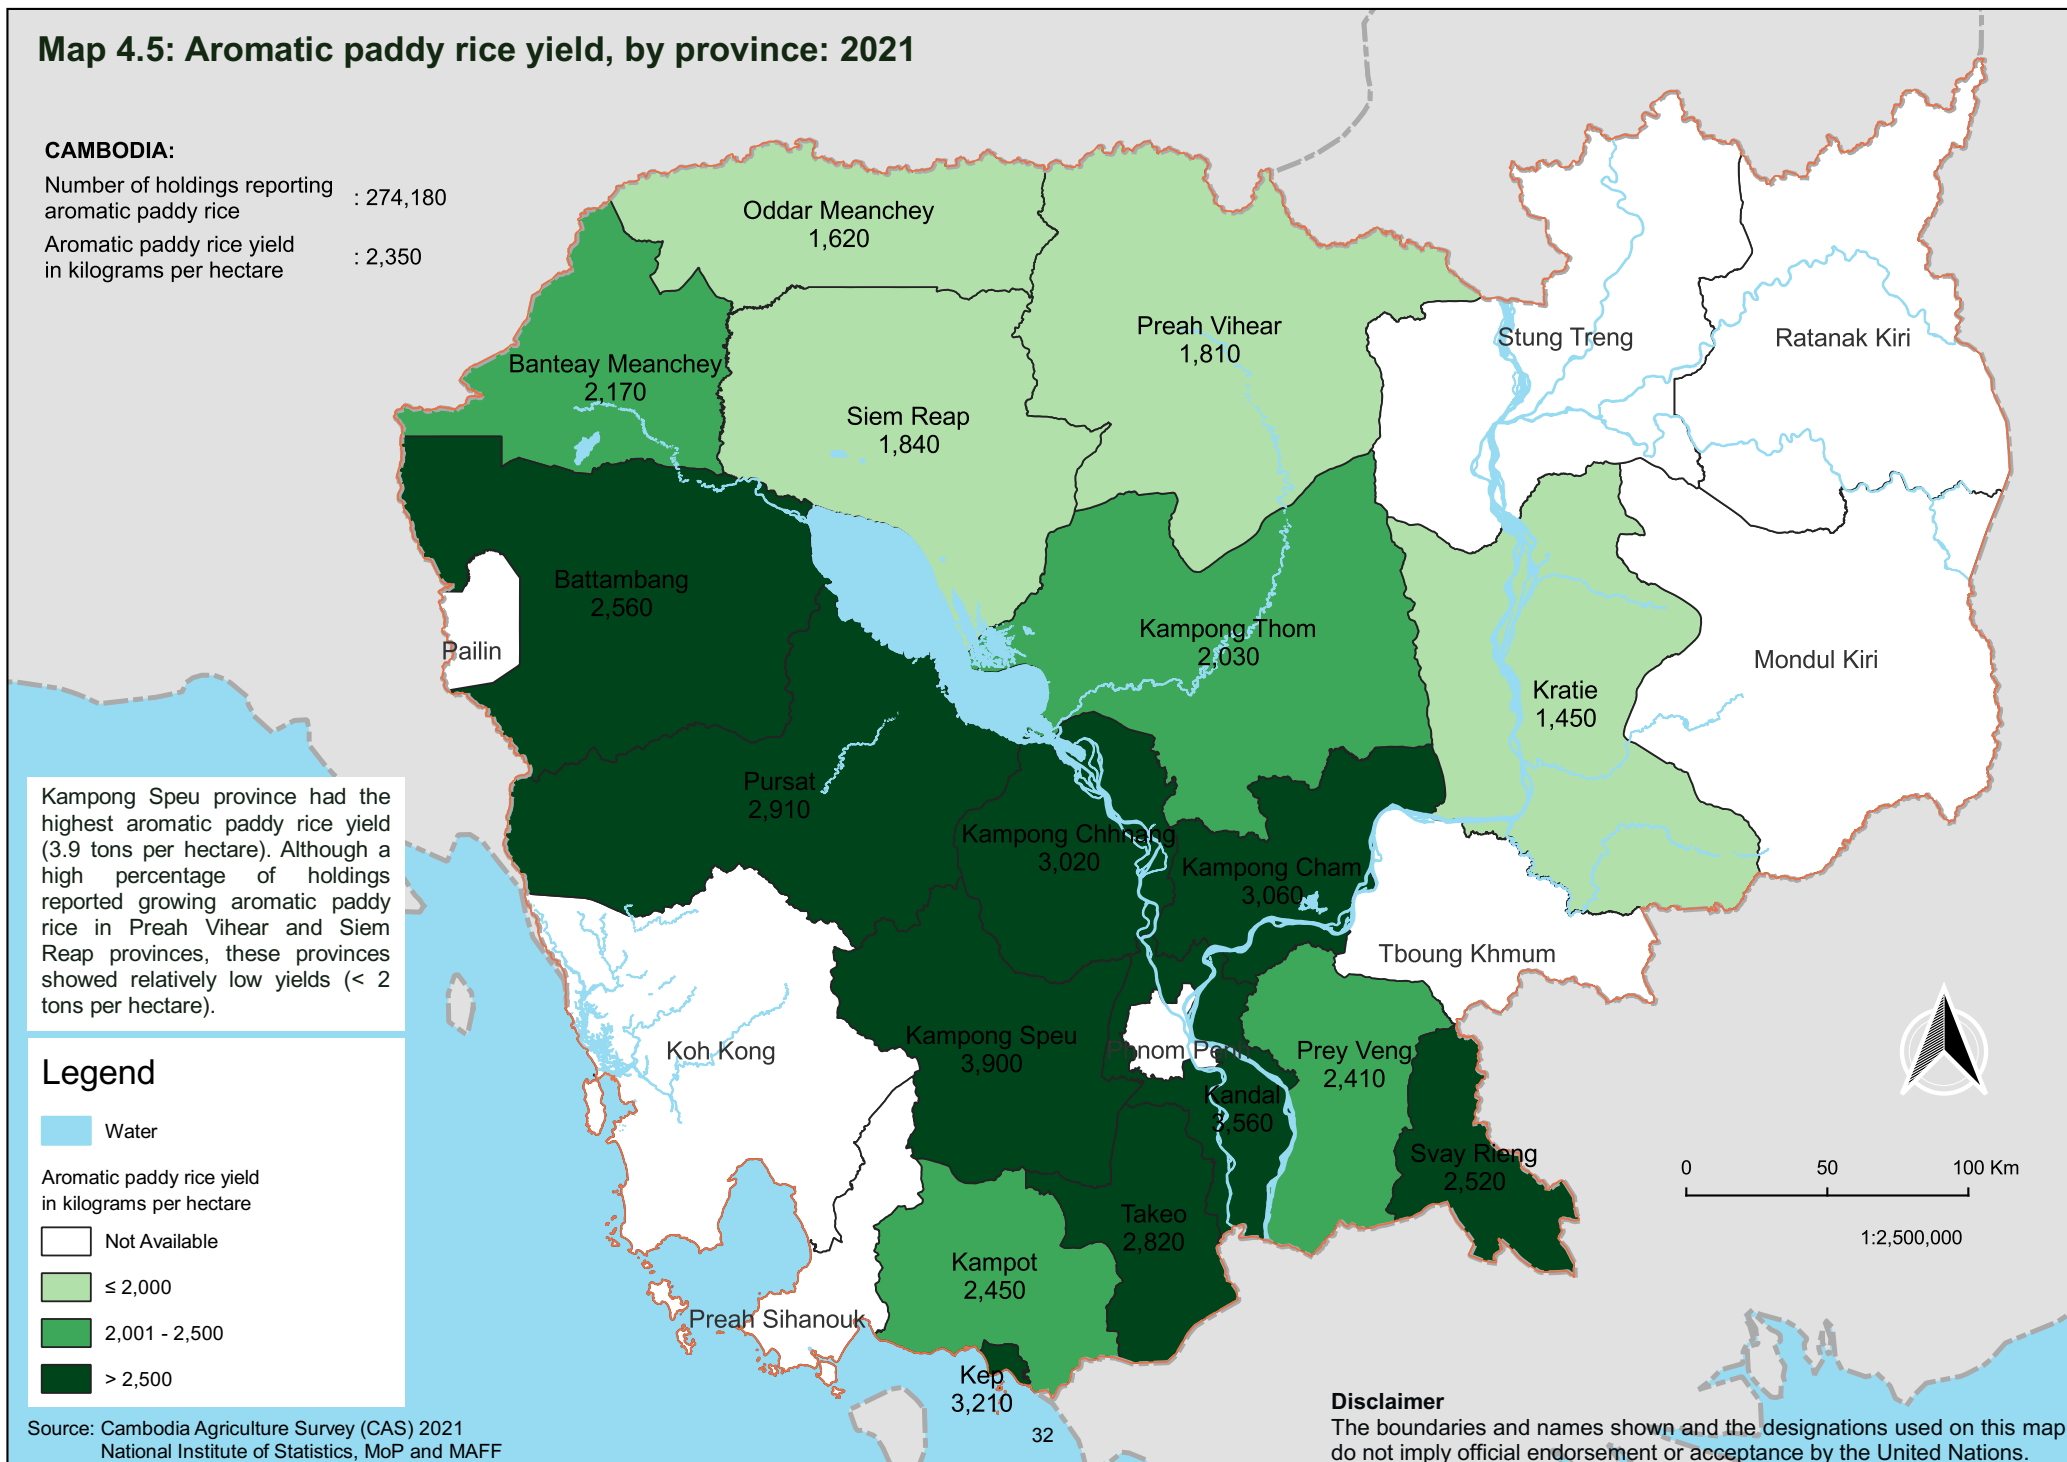 Map 4.5: Aromatic paddy rice yield, by province: 2021
CAMBODIA:
Number of holdings reporting
aromatic paddy rice
: 274,180
Aromatic paddy rice yield
in kilograms per hectare
: 2,350
Oddar Meanchey
1,620
Preah Vihear
1,810
Stung Treng
Ratanak Kiri
Banteay Meanchey
2,170
Siem Reap
1,840
Battambang
2,560
Pailin
Kampong Thom
2,030
Kratie
1,450
Mondul Kiri
Pursat
2,910
Kampong Chhnang
3,020
Kampong Cham
3,060
Tboung Khmum
Koh Kong
Kampong Speu
3,900
Phnom Penh
Prey Veng
2,410
Kandal
3,560
Svay Rieng
2,520
Takeo
2,820
Kampot
2,450
Preah Sihanouk
Kep
3,210
Kampong Speu province had the
highest aromatic paddy rice yield
(3.9 tons per hectare). Although a
high percentage of holdings
reported growing aromatic paddy
rice in Preah Vihear and Siem
Reap provinces, these provinces
showed relatively low yields (< 2
tons per hectare).
Legend
Water
Aromatic paddy rice yield
in kilograms per hectare
Not Available
≤ 2,000
2,001 - 2,500
> 2,500
0 50 100 Km
1:2,500,000
Source: Cambodia Agriculture Survey (CAS) 2021
National Institute of Statistics, MoP and MAFF
32
Disclaimer
The boundaries and names shown and the designations used on this map
do not imply official endorsement or acceptance by the United Nations.